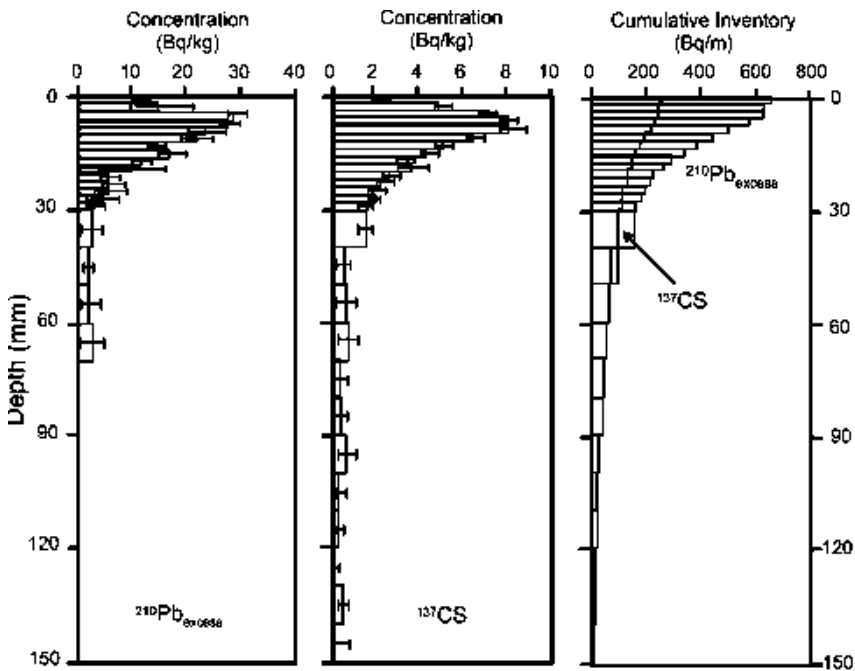 Concentration
(Bq/kg)
Concentration
(Bq/kg)
Cumulative Inventory
(Bq/m)
0 10 20 30 40
0 2 4 6 8 10
0 200 400 600 800
0
30
60
90
120
150
Depth (mm)
0
30
60
90
120
150
²¹⁰Pbexcess
¹³⁷CS
²¹⁰Pbexcess
¹³⁷CS